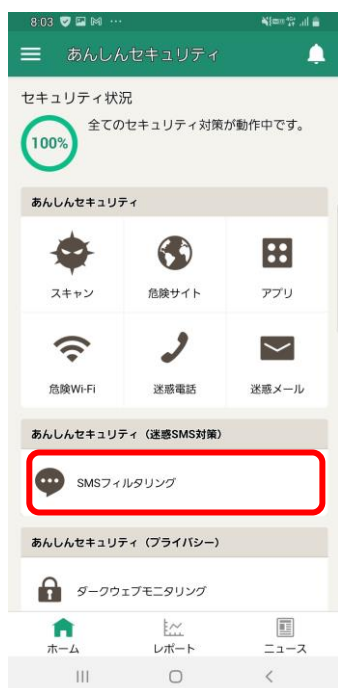 8:03
あんしんセキュリティ
セキュリティ状況
全てのセキュリティ対策が動作中です。
100%
あんしんセキュリティ
スキャン 危険サイト アプリ
危険Wi-Fi 迷惑電話 迷惑メール
あんしんセキュリティ（迷惑SMS対策）
SMSフィルタリング
あんしんセキュリティ（プライバシー）
ダークウェブモニタリング
ホーム レポート ニュース